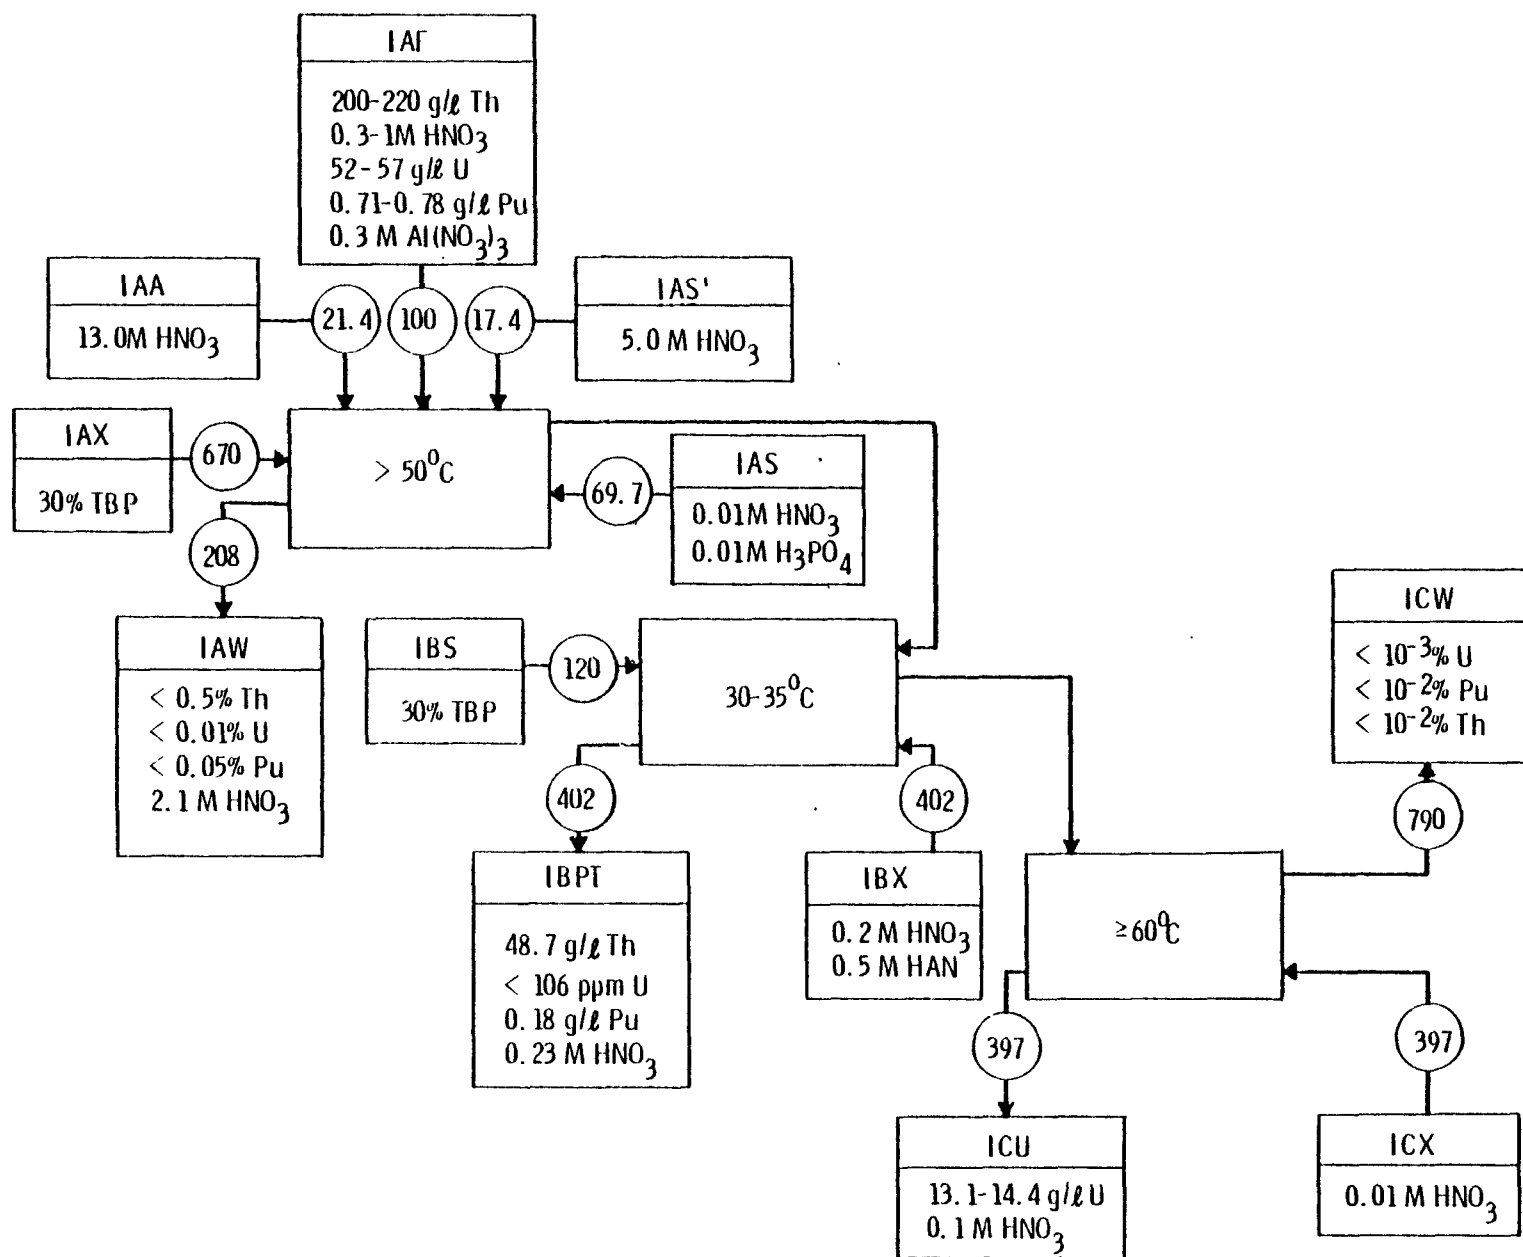 IAF
200-220 g/ℓ Th
0.3-1M HNO3
52-57 g/ℓ U
0.71-0.78 g/ℓ Pu
0.3 M Al(NO3)3
IAA
13.0M HNO3
21.4
100
17.4
IAS'
5.0 M HNO3
IAX
30% TBP
670
> 50⁰C
69.7
IAS
0.01M HNO3
0.01M H3PO4
208
IAW
< 0.5% Th
< 0.01% U
< 0.05% Pu
2.1 M HNO3
IBS
30% TBP
120
30-35⁰C
402
IBPT
48.7 g/ℓ Th
< 106 ppm U
0.18 g/ℓ Pu
0.23 M HNO3
402
IBX
0.2 M HNO3
0.5 M HAN
ICW
< 10⁻³% U
< 10⁻²% Pu
< 10⁻²% Th
790
≥60⁰C
397
ICU
13.1-14.4 g/ℓ U
0.1 M HNO3
397
ICX
0.01 M HNO3